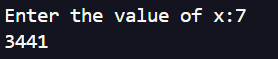 Enter the value of x:7
3441